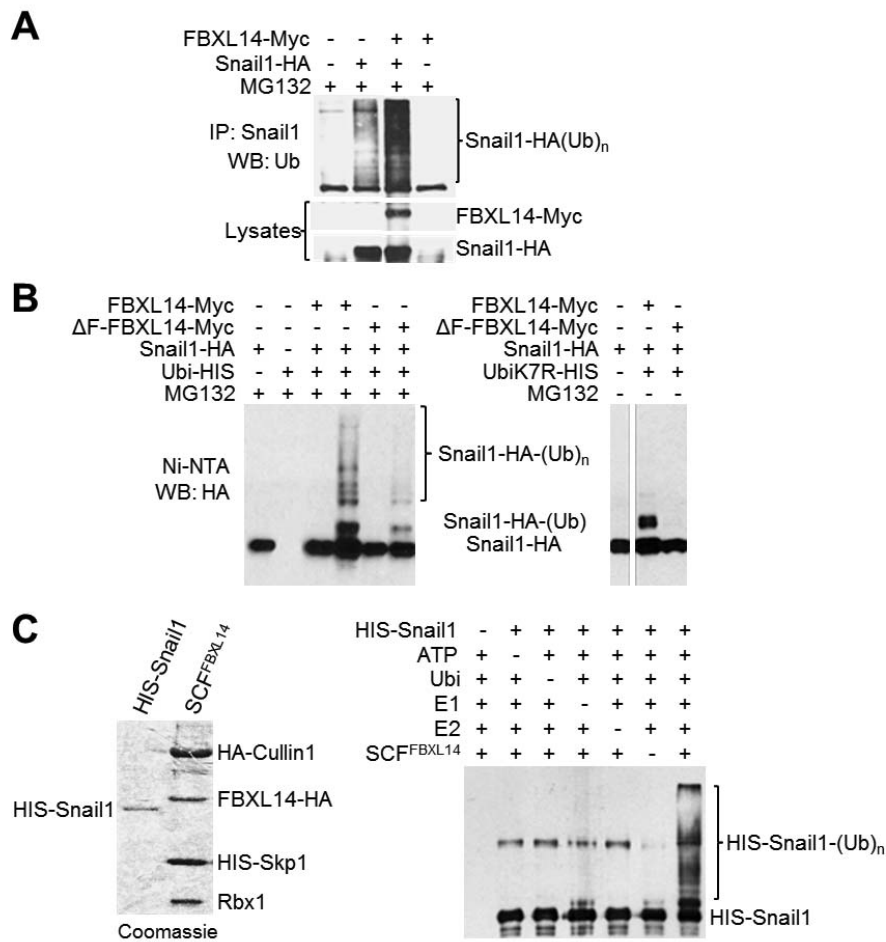 A
FBXL14-Myc - - + +
Snail1-HA - + + -
MG132 + + + +
IP: Snail1
WB: Ub
Snail1-HA(Ub)n
Lysates
FBXL14-Myc
Snail1-HA
B
FBXL14-Myc - - + + - -
ΔF-FBXL14-Myc - - - - + +
Snail1-HA + - + + + +
Ubi-HIS - + + + + +
MG132 + + - + - +
Ni-NTA
WB: HA
Snail1-HA-(Ub)n
Snail1-HA-(Ub)
Snail1-HA
FBXL14-Myc - + -
ΔF-FBXL14-Myc - - +
Snail1-HA + + +
UbiK7R-HIS - + +
MG132 - - -
C
HIS-Snail1
SCFFBXL14
HA-Cullin1
FBXL14-HA
HIS-Snail1
HIS-Skp1
Rbx1
Coomassie
HIS-Snail1 - + + + + + +
ATP + - + + + + +
Ubi + + - + + + +
E1 + + + - + + +
E2 + + + + - + +
SCFFBXL14 + + + + + - +
HIS-Snail1-(Ub)n
HIS-Snail1